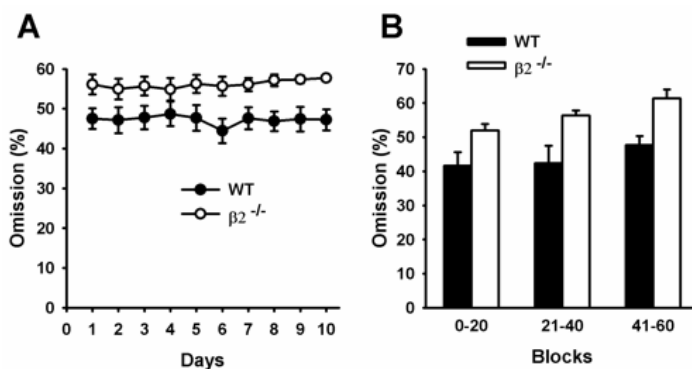 A
Omission (%)
60
50
40
30
20
10
0
WT
β2 -/-
0 1 2 3 4 5 6 7 8 9 10
Days
B
WT
β2 -/-
Omission (%)
70
60
50
40
30
20
10
0
0-20 21-40 41-60
Blocks